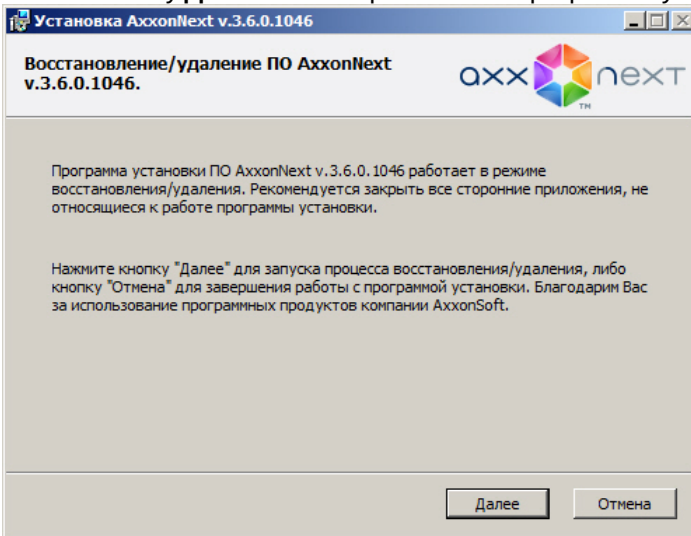 Установка AxxonNext v.3.6.0.1046
Восстановление/удаление ПО AxxonNext
v.3.6.0.1046.
axx next
TM
Программа установки ПО AxxonNext v.3.6.0.1046 работает в режиме
восстановления/удаления. Рекомендуется закрыть все сторонние приложения, не
относящиеся к работе программы установки.
Нажмите кнопку "Далее" для запуска процесса восстановления/удаления, либо
кнопку "Отмена" для завершения работы с программой установки. Благодарим Вас
за использование программных продуктов компании AxxonSoft.
Далее
Отмена